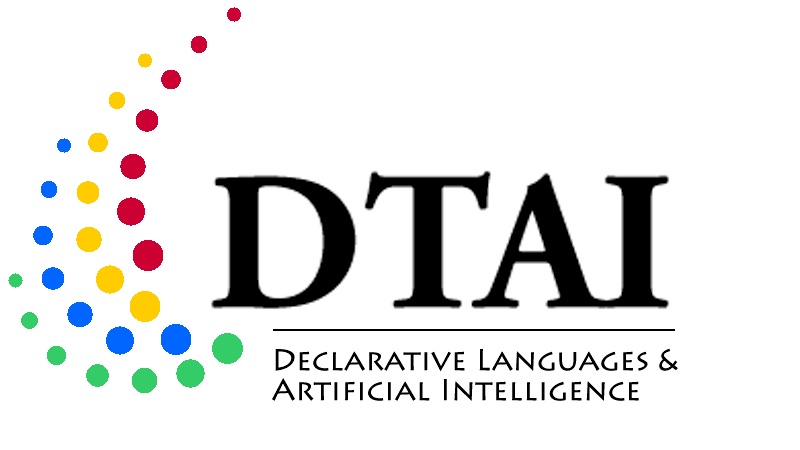 DTAI
Declarative Languages &
Artificial Intelligence